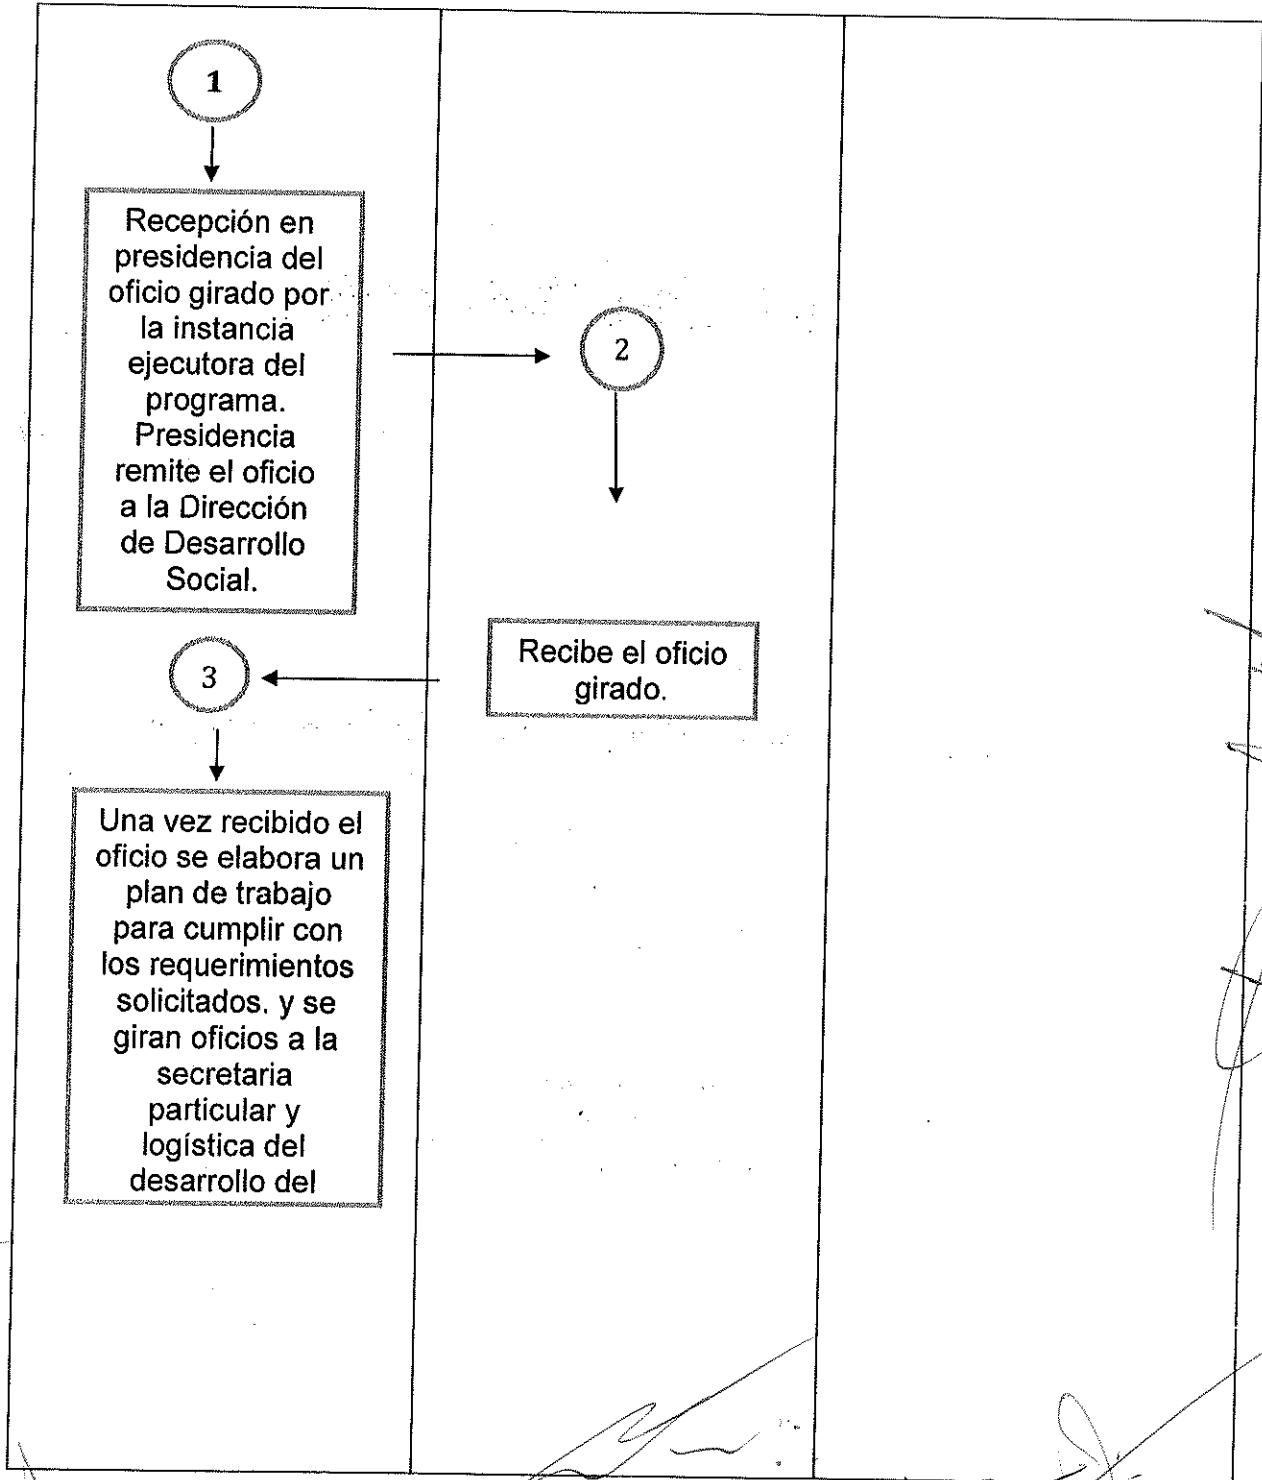 1
Recepción en
presidencia del
oficio girado por
la instancia
ejecutora del
programa.
Presidencia
remite el oficio
a la Dirección
de Desarrollo
Social.
2
Recibe el oficio
girado.
3
Una vez recibido el
oficio se elabora un
plan de trabajo
para cumplir con
los requerimientos
solicitados. y se
giran oficios a la
secretaria
particular y
logística del
desarrollo del